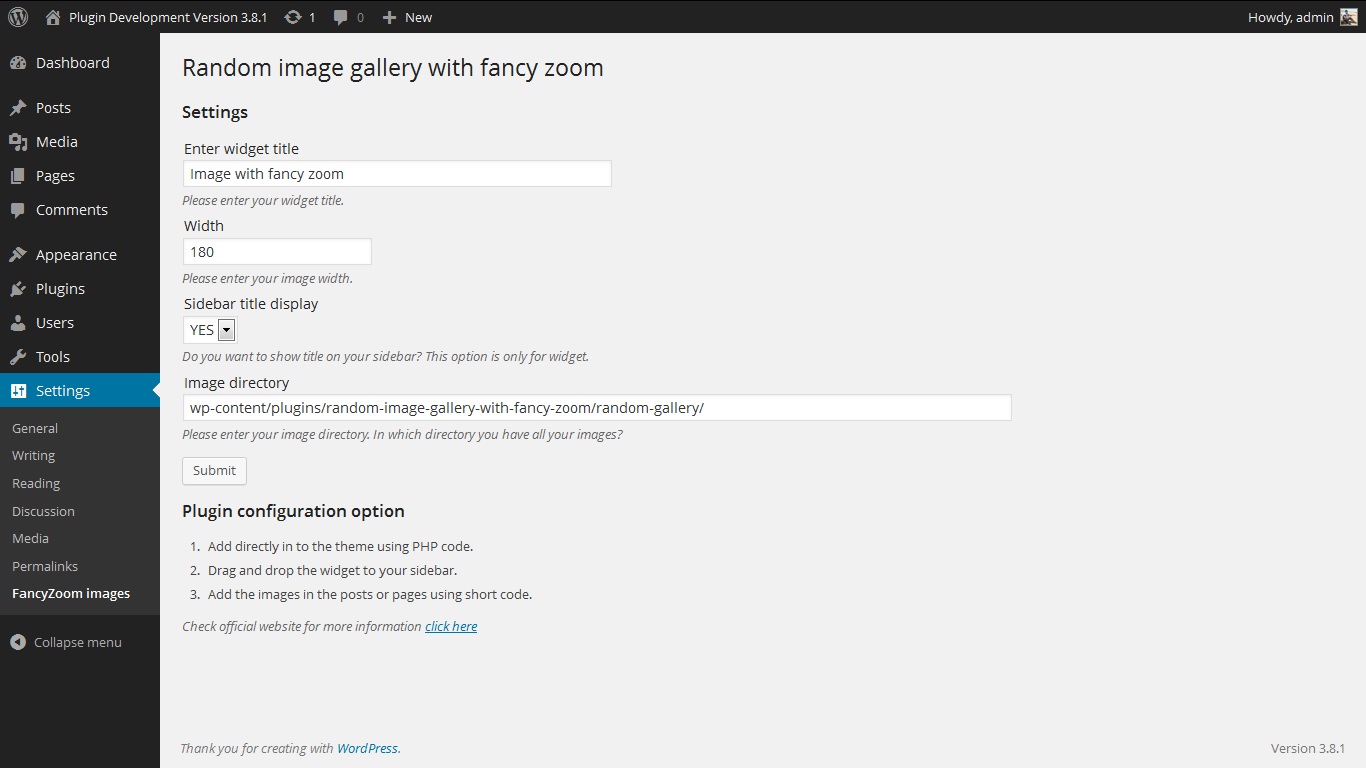 Plugin Development Version 3.8.1 1 0 New Howdy, admin
Dashboard
Posts
Media
Pages
Comments
Appearance
Plugins
Users
Tools
Settings
General
Writing
Reading
Discussion
Media
Permalinks
FancyZoom images
Collapse menu
Random image gallery with fancy zoom
Settings
Enter widget title
Image with fancy zoom
Please enter your widget title.
Width
180
Please enter your image width.
Sidebar title display
YES
Do you want to show title on your sidebar? This option is only for widget.
Image directory
wp-content/plugins/random-image-gallery-with-fancy-zoom/random-gallery/
Please enter your image directory. In which directory you have all your images?
Submit
Plugin configuration option
1. Add directly in to the theme using PHP code.
2. Drag and drop the widget to your sidebar.
3. Add the images in the posts or pages using short code.
Check official website for more information click here
Thank you for creating with WordPress. Version 3.8.1